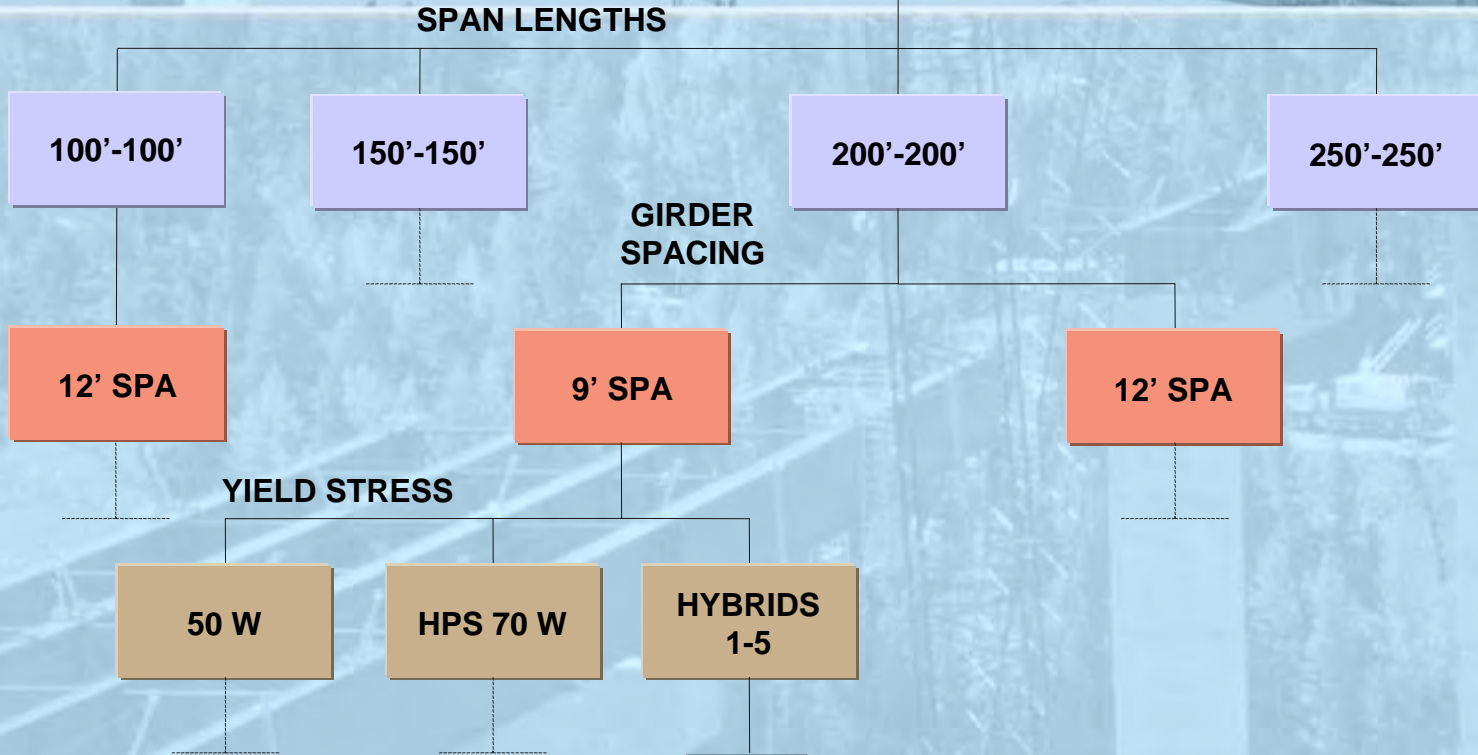 SPAN LENGTHS
100’-100’
150’-150’
200’-200’
250’-250’
GIRDER
SPACING
12’ SPA
9’ SPA
12’ SPA
YIELD STRESS
50 W
HPS 70 W
HYBRIDS
1-5